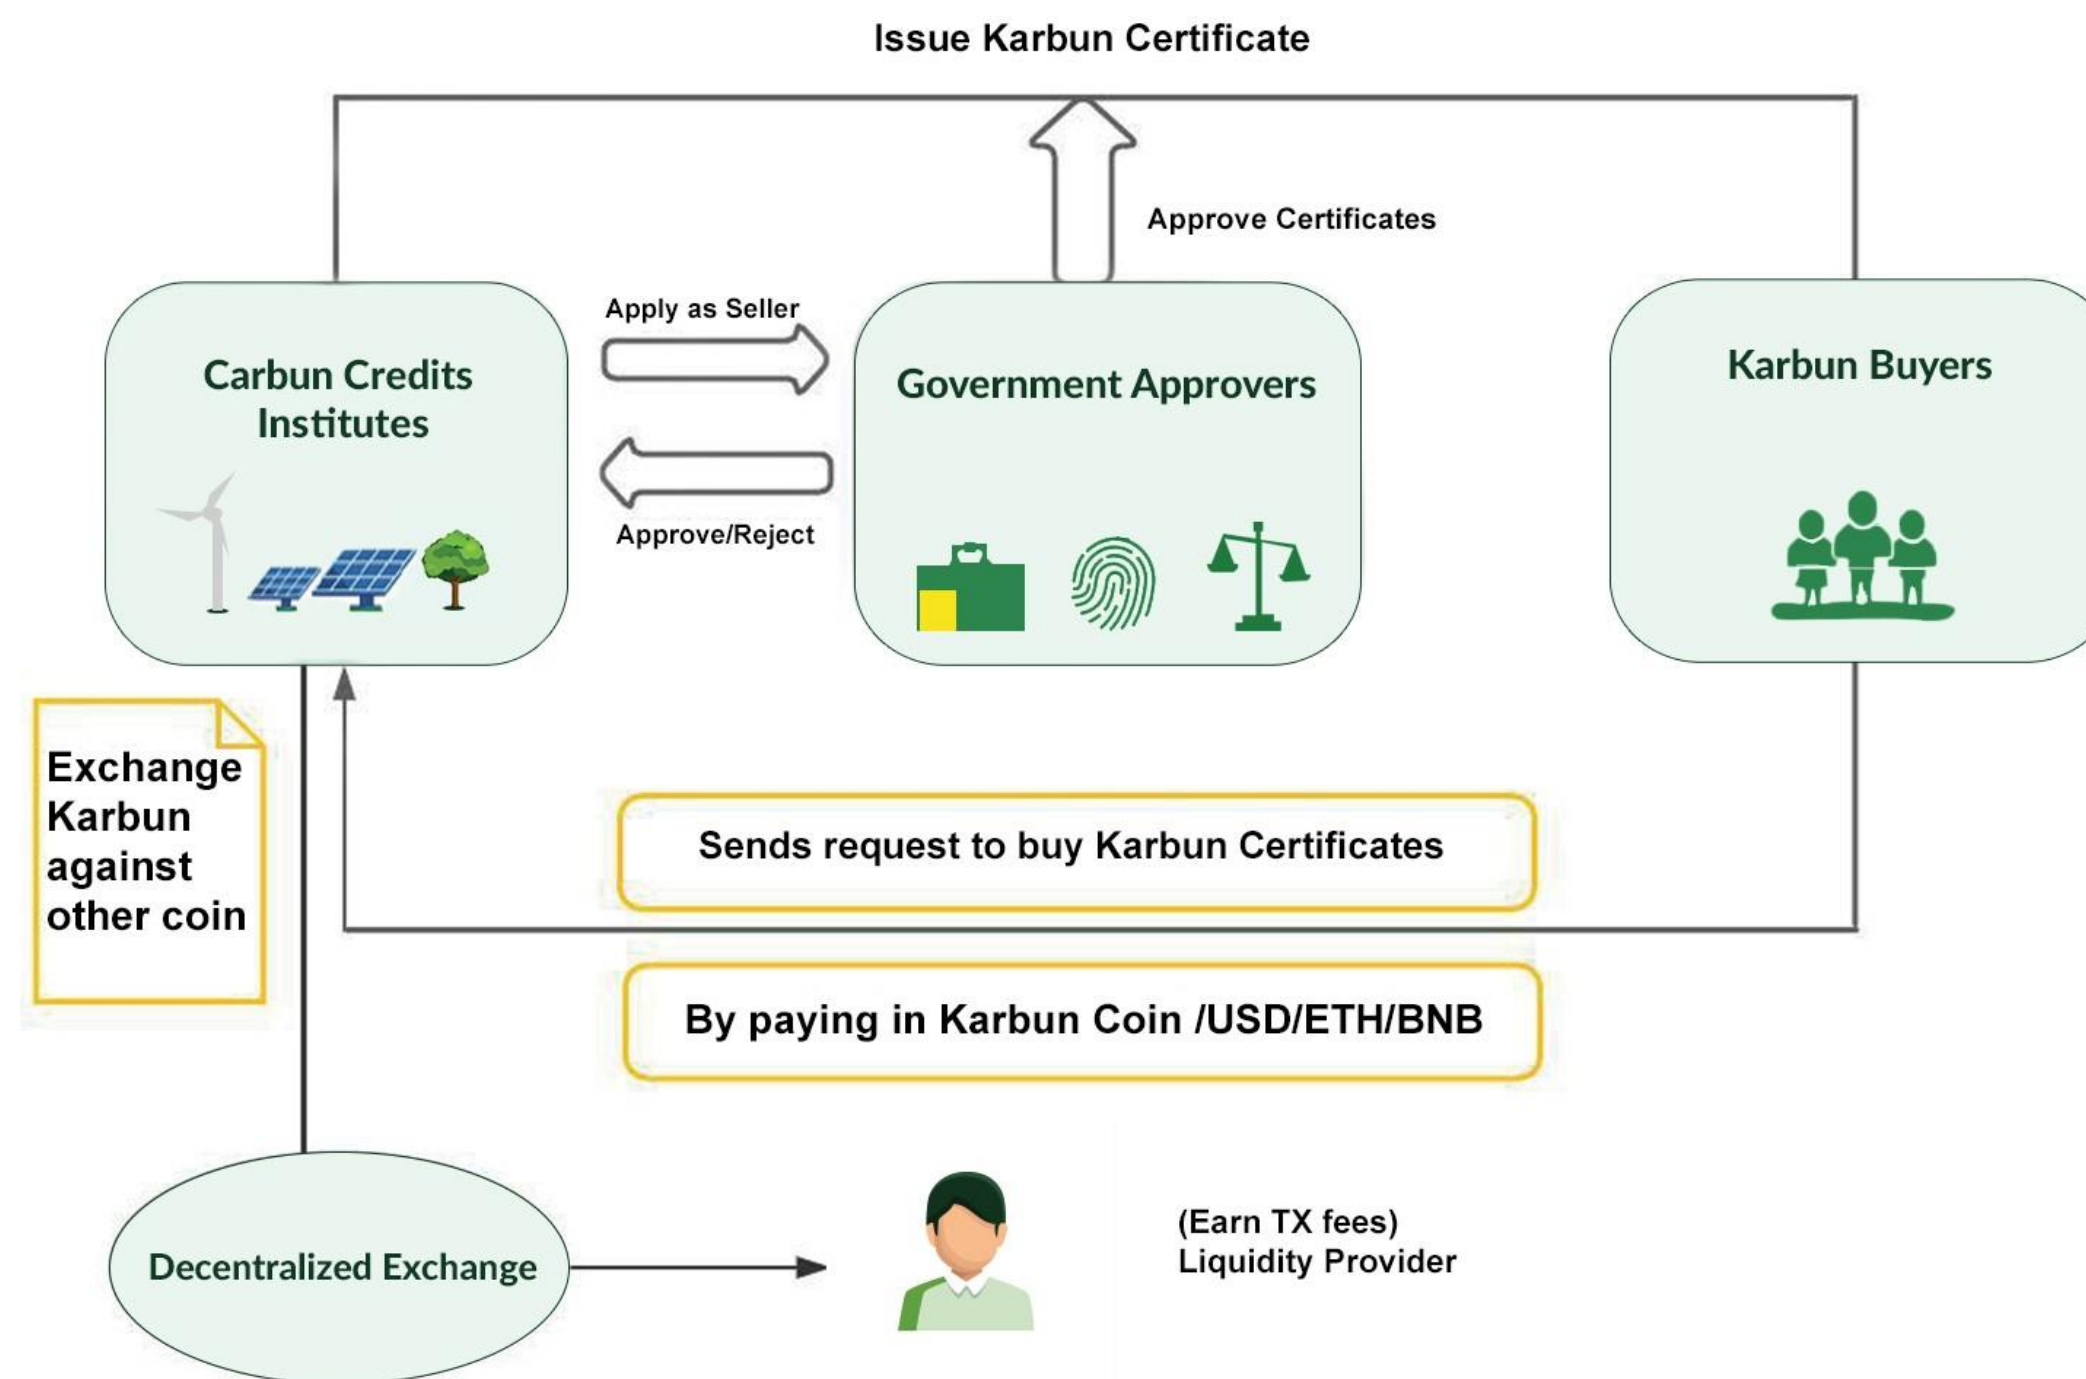 Issue Karbun Certificate
Approve Certificates
Apply as Seller
Carbun Credits
Institutes
Government Approvers
Karbun Buyers
Approve/Reject
Exchange
Karbun
against
other coin
Sends request to buy Karbun Certificates
By paying in Karbun Coin /USD/ETH/BNB
Decentralized Exchange
(Earn TX fees)
Liquidity Provider